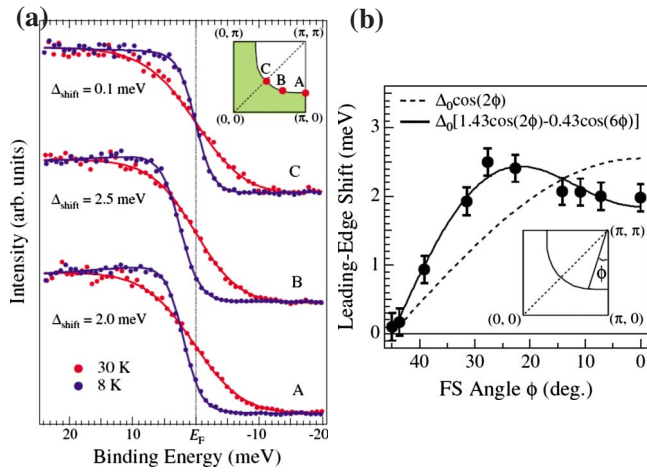 (a)
(0, π) (π, π)
C
B
A
(0, 0) (π, 0)
Δshift = 0.1 meV
C
Δshift = 2.5 meV
B
Δshift = 2.0 meV
30 K
8 K
A
Intensity (arb. units)
20 10 EF -10 -20
Binding Energy (meV)
(b)
Δ0cos(2ϕ)
Δ0[1.43cos(2ϕ)-0.43cos(6ϕ)]
Leading-Edge Shift (meV)
3
2
1
0
(π, π)
ϕ
(0, 0) (π, 0)
40 30 20 10 0
FS Angle ϕ (deg.)